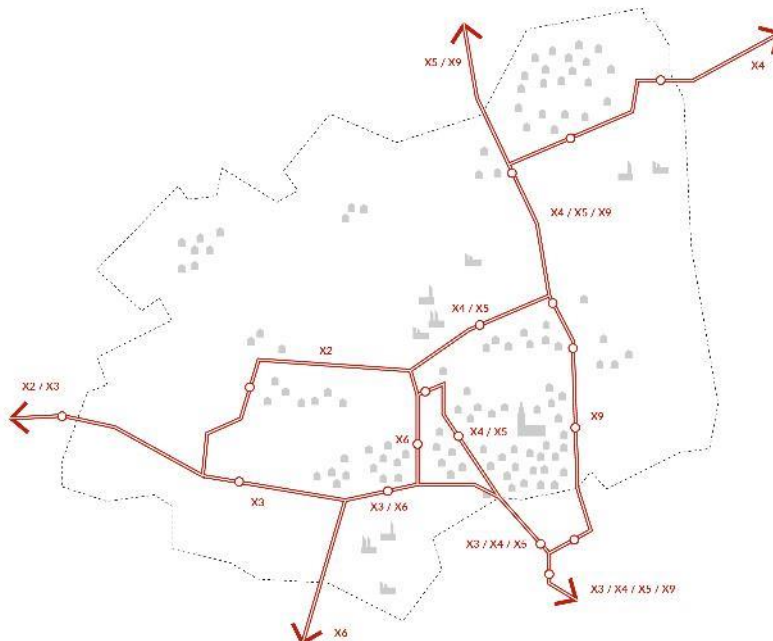 X5 / X9
X4
X4 / X5 / X9
X4 / X5
X2
X2 / X3
X9
X4 / X5
X6
X3
X3 / X6
X3 / X4 / X5
X3 / X4 / X5 / X9
X6